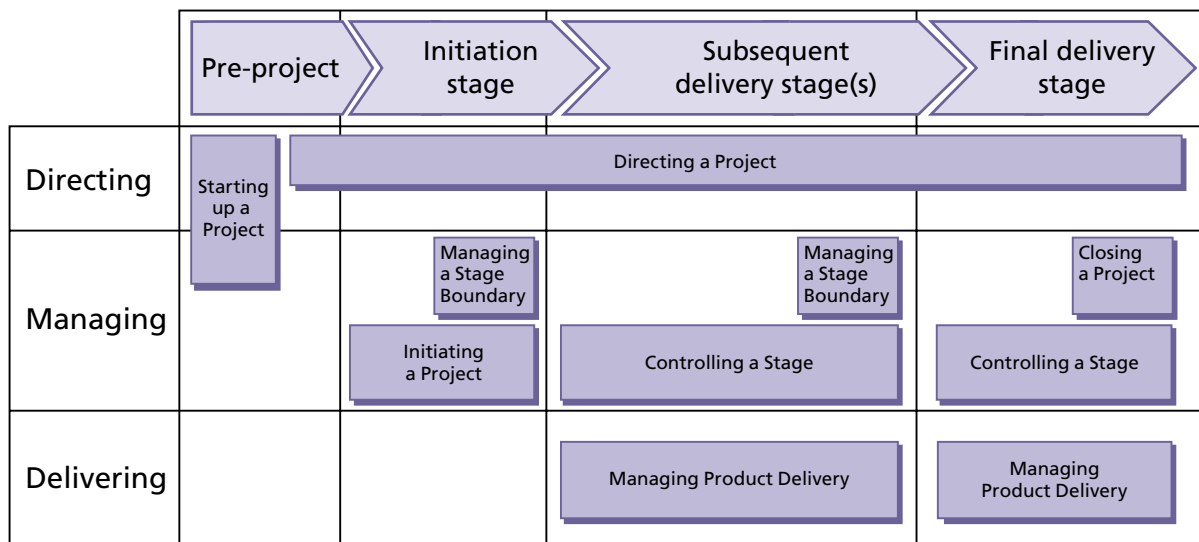 Pre-project
Initiation
stage
Subsequent
delivery stage(s)
Final delivery
stage
Directing
Starting
up a
Project
Directing a Project
Managing
Managing
a Stage
Boundary
Managing
a Stage
Boundary
Closing
a Project
Initiating
a Project
Controlling a Stage
Controlling a Stage
Delivering
Managing Product Delivery
Managing
Product Delivery